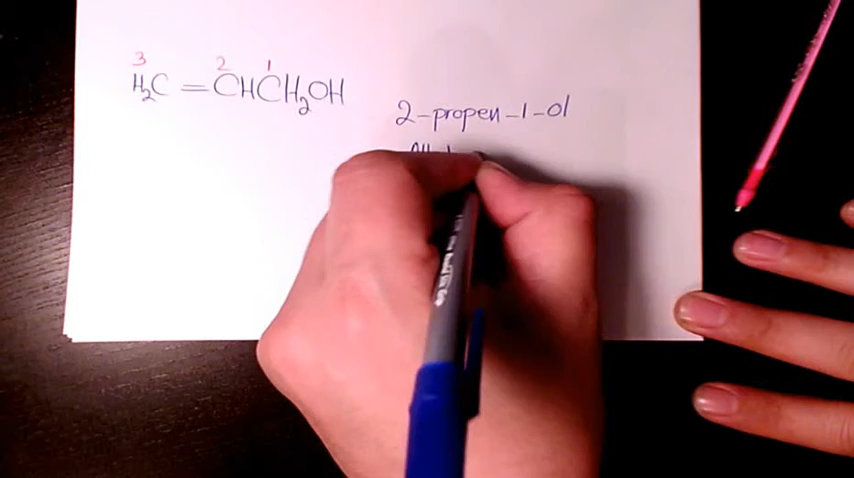 3 2 1
H₂C=CHCH₂OH
2-propen-1-ol